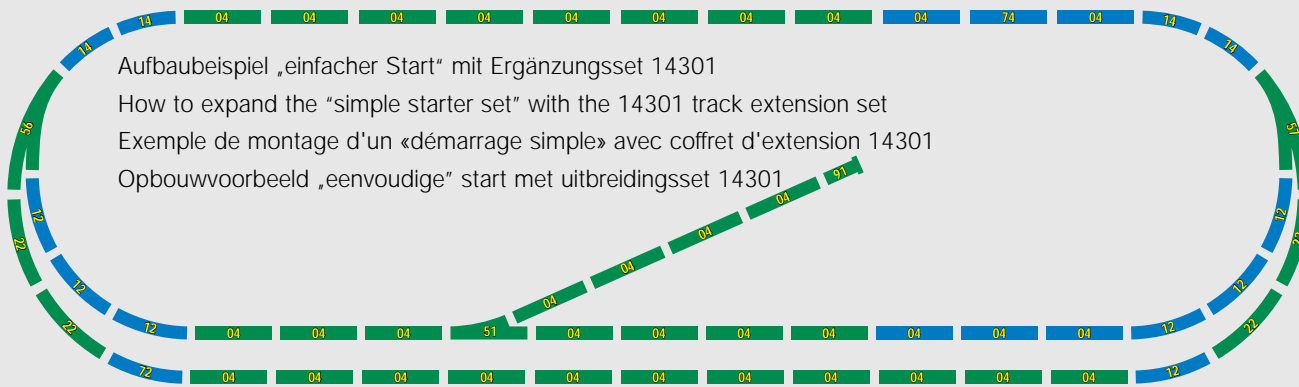 14 04 04 04 04 04 04 04 04 04 74 04 14
14 14
Aufbaubeispiel „einfacher Start“ mit Ergänzungsset 14301
How to expand the “simple starter set” with the 14301 track extension set
56 57
Exemple de montage d'un «démarrage simple» avec coffret d'extension 14301
Opbouwvoorbeeld „eenvoudige” start met uitbreidingsset 14301 91
04
12 12
04
22 22
04
12 04 12
04
12 04 04 04 51 04 04 04 04 04 04 04 12
22 22
72 04 04 04 04 04 04 04 04 04 04 04 12